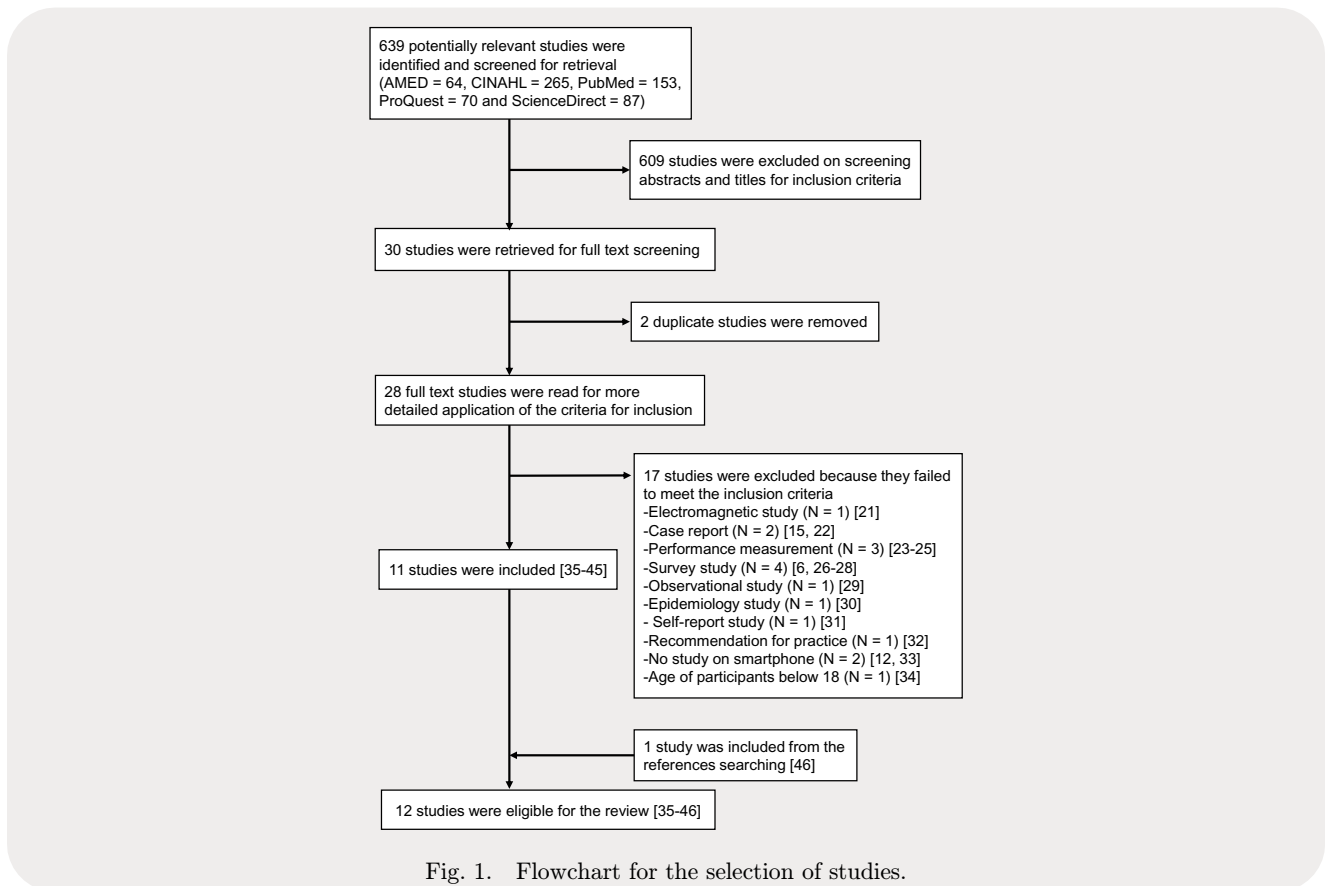 639 potentially relevant studies were
identified and screened for retrieval
(AMED = 64, CINAHL = 265, PubMed = 153,
ProQuest = 70 and ScienceDirect = 87)
609 studies were excluded on screening
abstracts and titles for inclusion criteria
30 studies were retrieved for full text screening
2 duplicate studies were removed
28 full text studies were read for more
detailed application of the criteria for inclusion
17 studies were excluded because they failed
to meet the inclusion criteria
-Electromagnetic study (N = 1) [21]
-Case report (N = 2) [15, 22]
-Performance measurement (N = 3) [23-25]
-Survey study (N = 4) [6, 26-28]
-Observational study (N = 1) [29]
-Epidemiology study (N = 1) [30]
- Self-report study (N = 1) [31]
-Recommendation for practice (N = 1) [32]
-No study on smartphone (N = 2) [12, 33]
-Age of participants below 18 (N = 1) [34]
11 studies were included [35-45]
1 study was included from the
references searching [46]
12 studies were eligible for the review [35-46]
Fig. 1. Flowchart for the selection of studies.